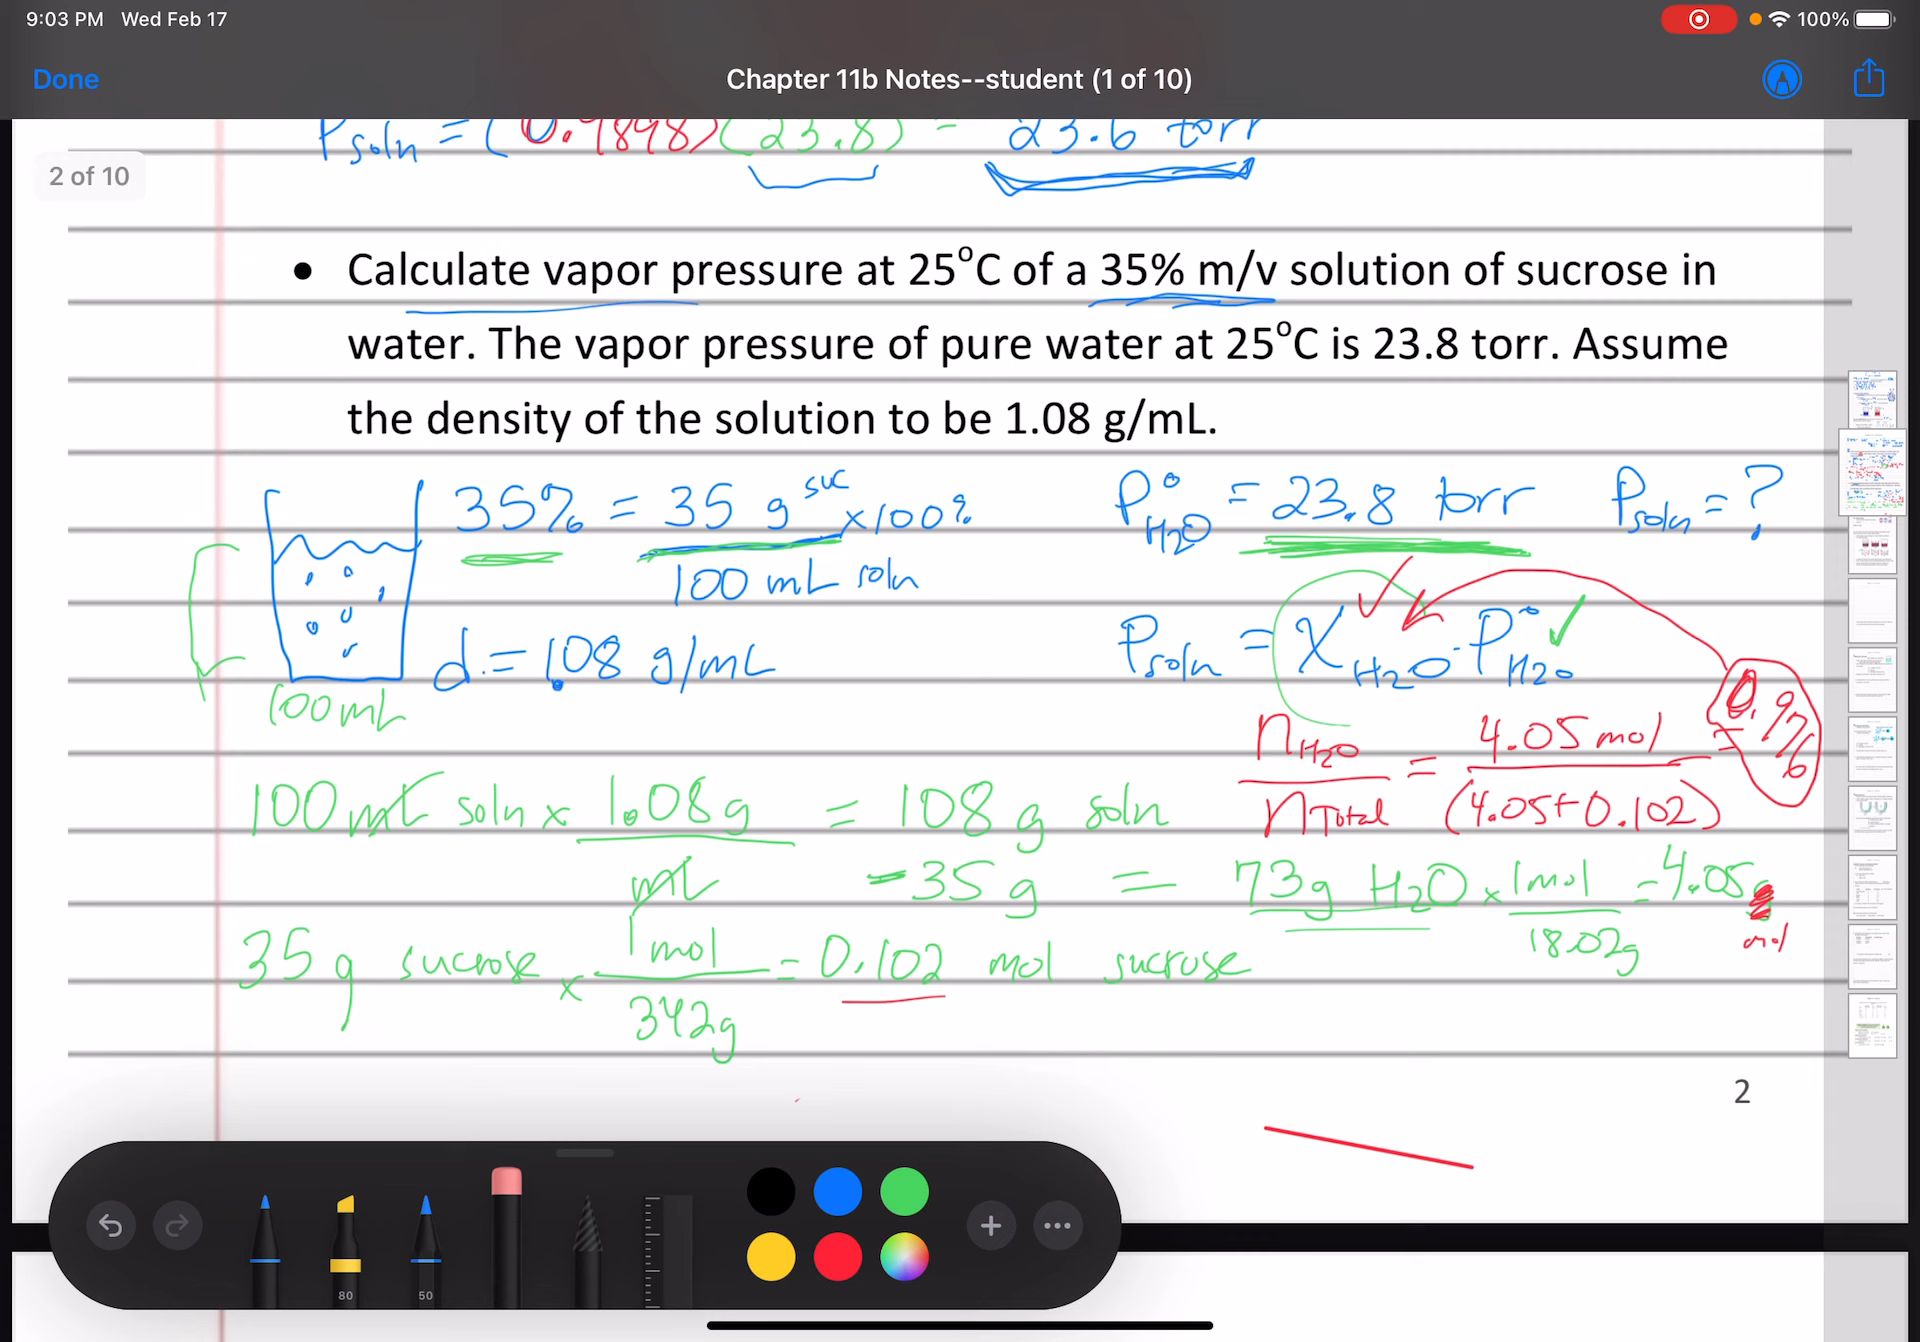 9:03 PM Wed Feb 17
100%
Done
Chapter 11b Notes--student (1 of 10)
Psoln = (0.9898)(23.8) = 23.6 torr
2 of 10
• Calculate vapor pressure at 25°C of a 35% m/v solution of sucrose in
water. The vapor pressure of pure water at 25°C is 23.8 torr. Assume
the density of the solution to be 1.08 g/mL.
35% = 35 g suc x100%
100 mL soln
P°H2O = 23.8 torr Psoln = ?
d. = 1.08 g/mL
100 mL
Psoln = XH2O · P°H2O
nH2O / nTotal = 4.05 mol / (4.05+0.102) = 0.976
100 mL soln x 1.08 g / mL = 108 g soln
-35 g = 73g H2O x 1mol / 18.02g = 4.05 mol
35 g sucrose x 1 mol / 342g = 0.102 mol sucrose
2
80
50